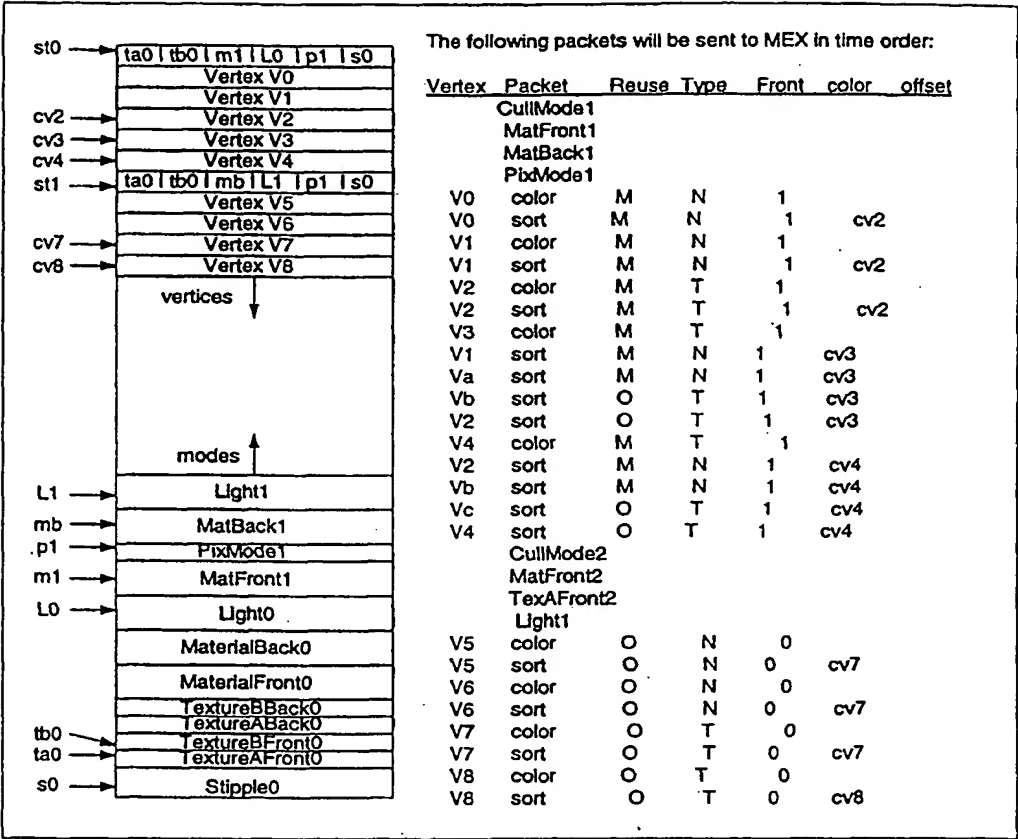 st0
ta0 | tb0 | m1 | L0 | p1 | s0
Vertex V0
Vertex V1
cv2
Vertex V2
cv3
Vertex V3
cv4
Vertex V4
st1
ta0 | tb0 | mb | L1 | p1 | s0
Vertex V5
Vertex V6
cv7
Vertex V7
cv8
Vertex V8
vertices
modes
L1
Light1
mb
MatBack1
p1
PixMode1
m1
MatFront1
L0
Light0
MaterialBack0
MaterialFront0
TextureBBack0
TextureABack0
tb0
TextureBFront0
ta0
TextureAFront0
s0
Stipple0
The following packets will be sent to MEX in time order:
Vertex Packet Reuse Type Front color offset
CullMode1
MatFront1
MatBack1
PixMode1
V0 color M N 1
V0 sort M N 1 cv2
V1 color M N 1
V1 sort M N 1 cv2
V2 color M T 1
V2 sort M T 1 cv2
V3 color M T 1
V1 sort M N 1 cv3
Va sort M N 1 cv3
Vb sort O T 1 cv3
V2 sort O T 1 cv3
V4 color M T 1
V2 sort M N 1 cv4
Vb sort M N 1 cv4
Vc sort O T 1 cv4
V4 sort O T 1 cv4
CullMode2
MatFront2
TexAFront2
Light1
V5 color O N 0
V5 sort O N 0 cv7
V6 color O N 0
V6 sort O N 0 cv7
V7 color O T 0
V7 sort O T 0 cv7
V8 color O T 0
V8 sort O T 0 cv8